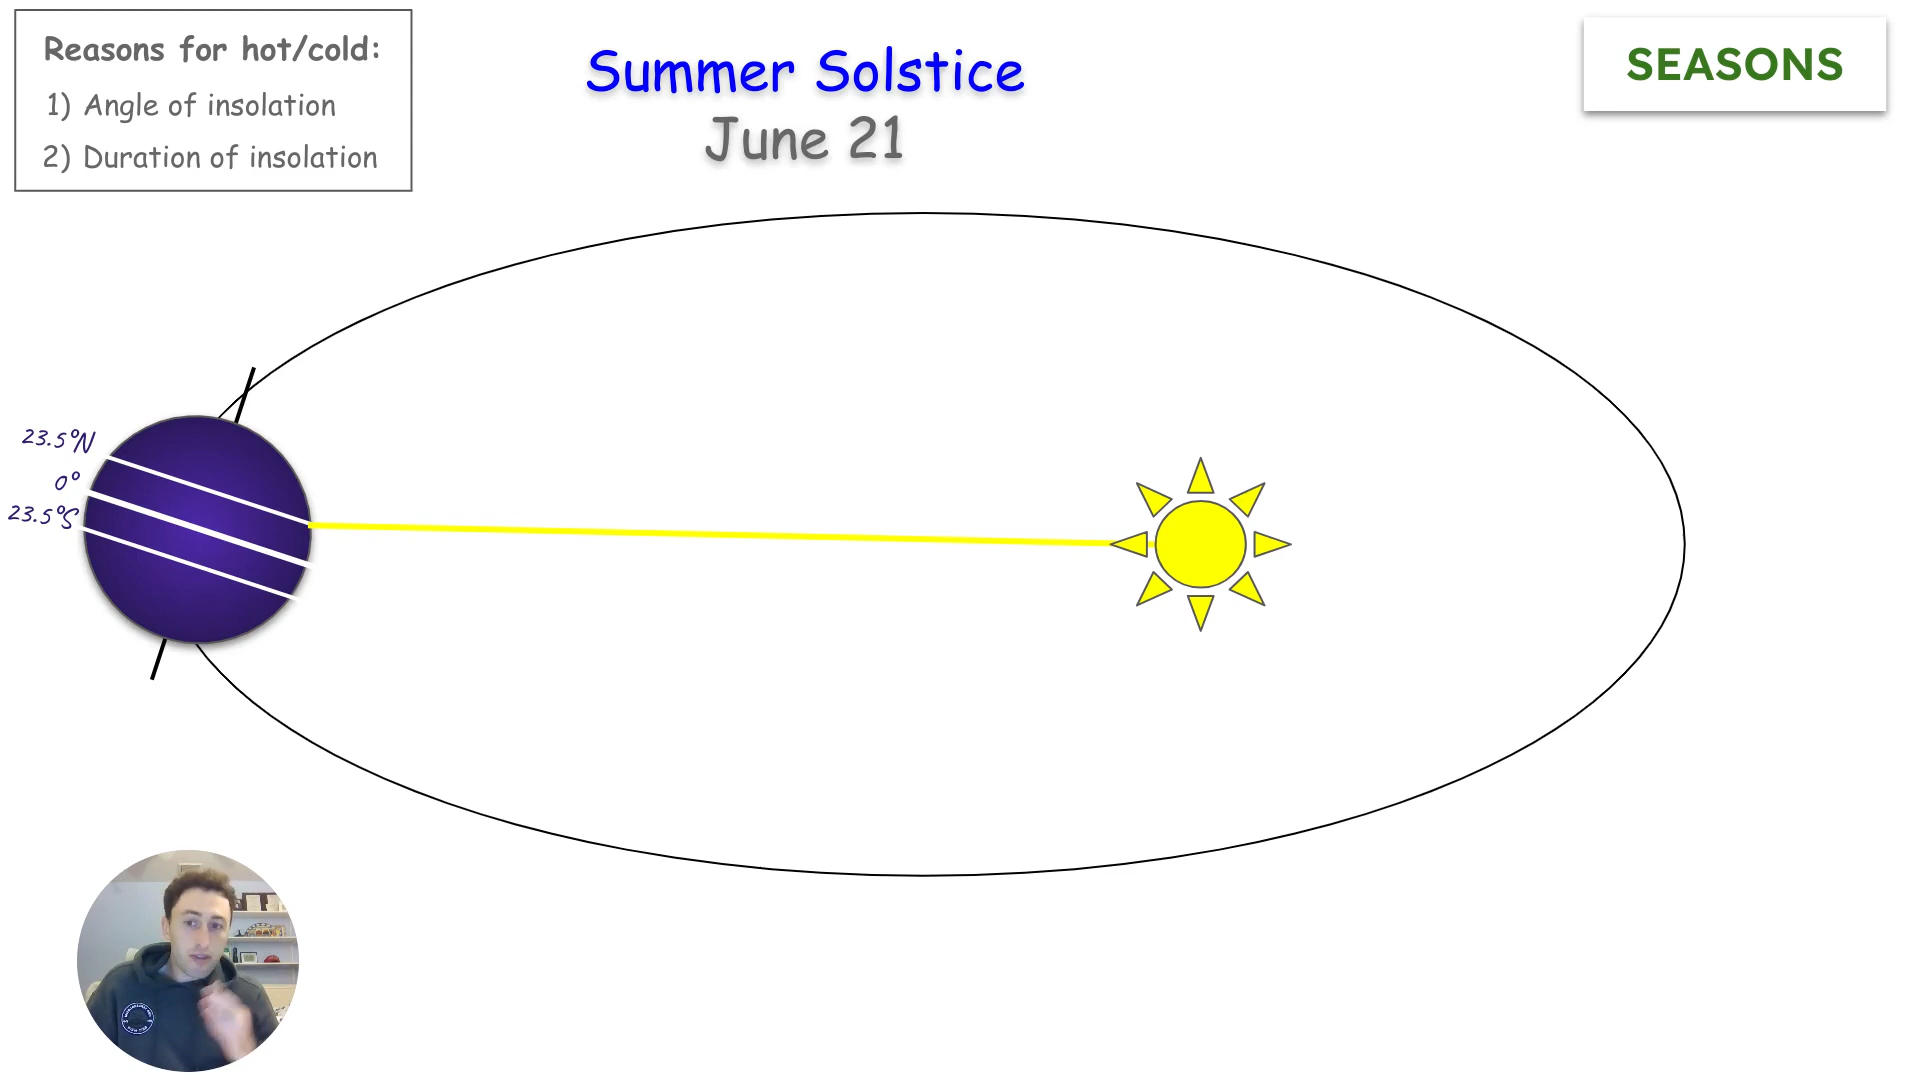 Reasons for hot/cold:
1) Angle of insolation
2) Duration of insolation
Summer Solstice
June 21
SEASONS
23.5°N
0°
23.5°S